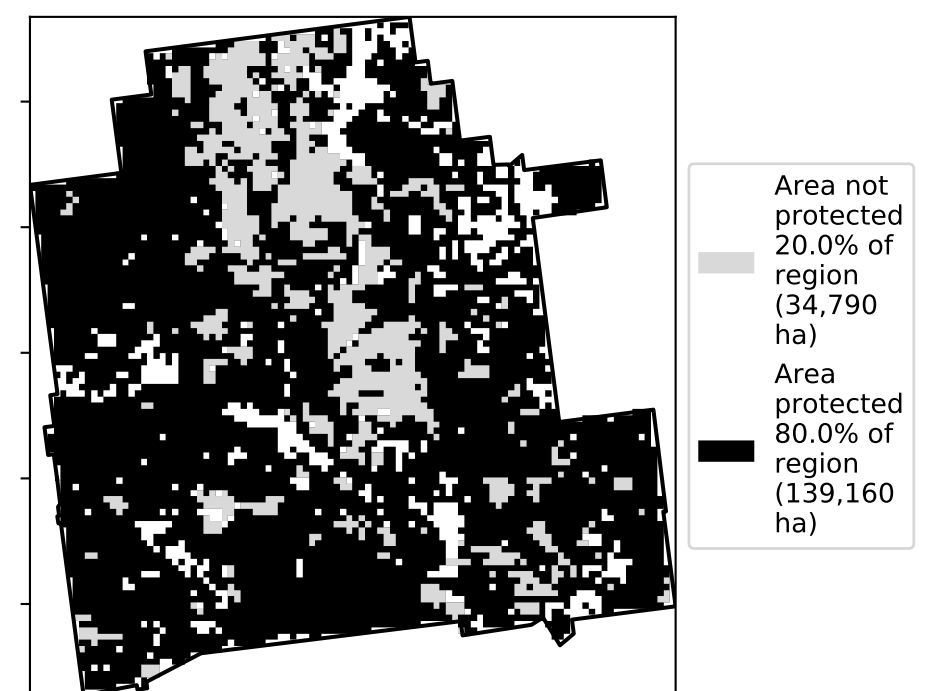 Area not
protected
20.0% of
region
(34,790
ha)
Area
protected
80.0% of
region
(139,160
ha)